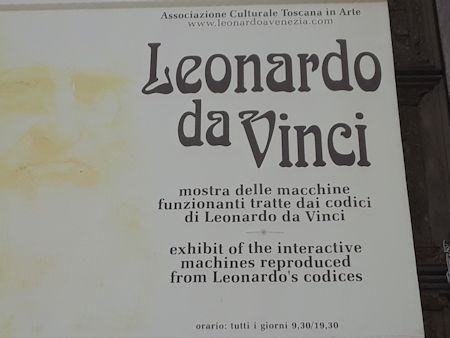 Associazione Culturale Toscana in Arte
www.leonardoavenezia.com
Leonardo
da Vinci
mostra delle macchine
funzionanti tratte dai codici
di Leonardo da Vinci
exhibit of the interactive
machines reproduced
from Leonardo's codices
orario: tutti i giorni 9,30/19,30